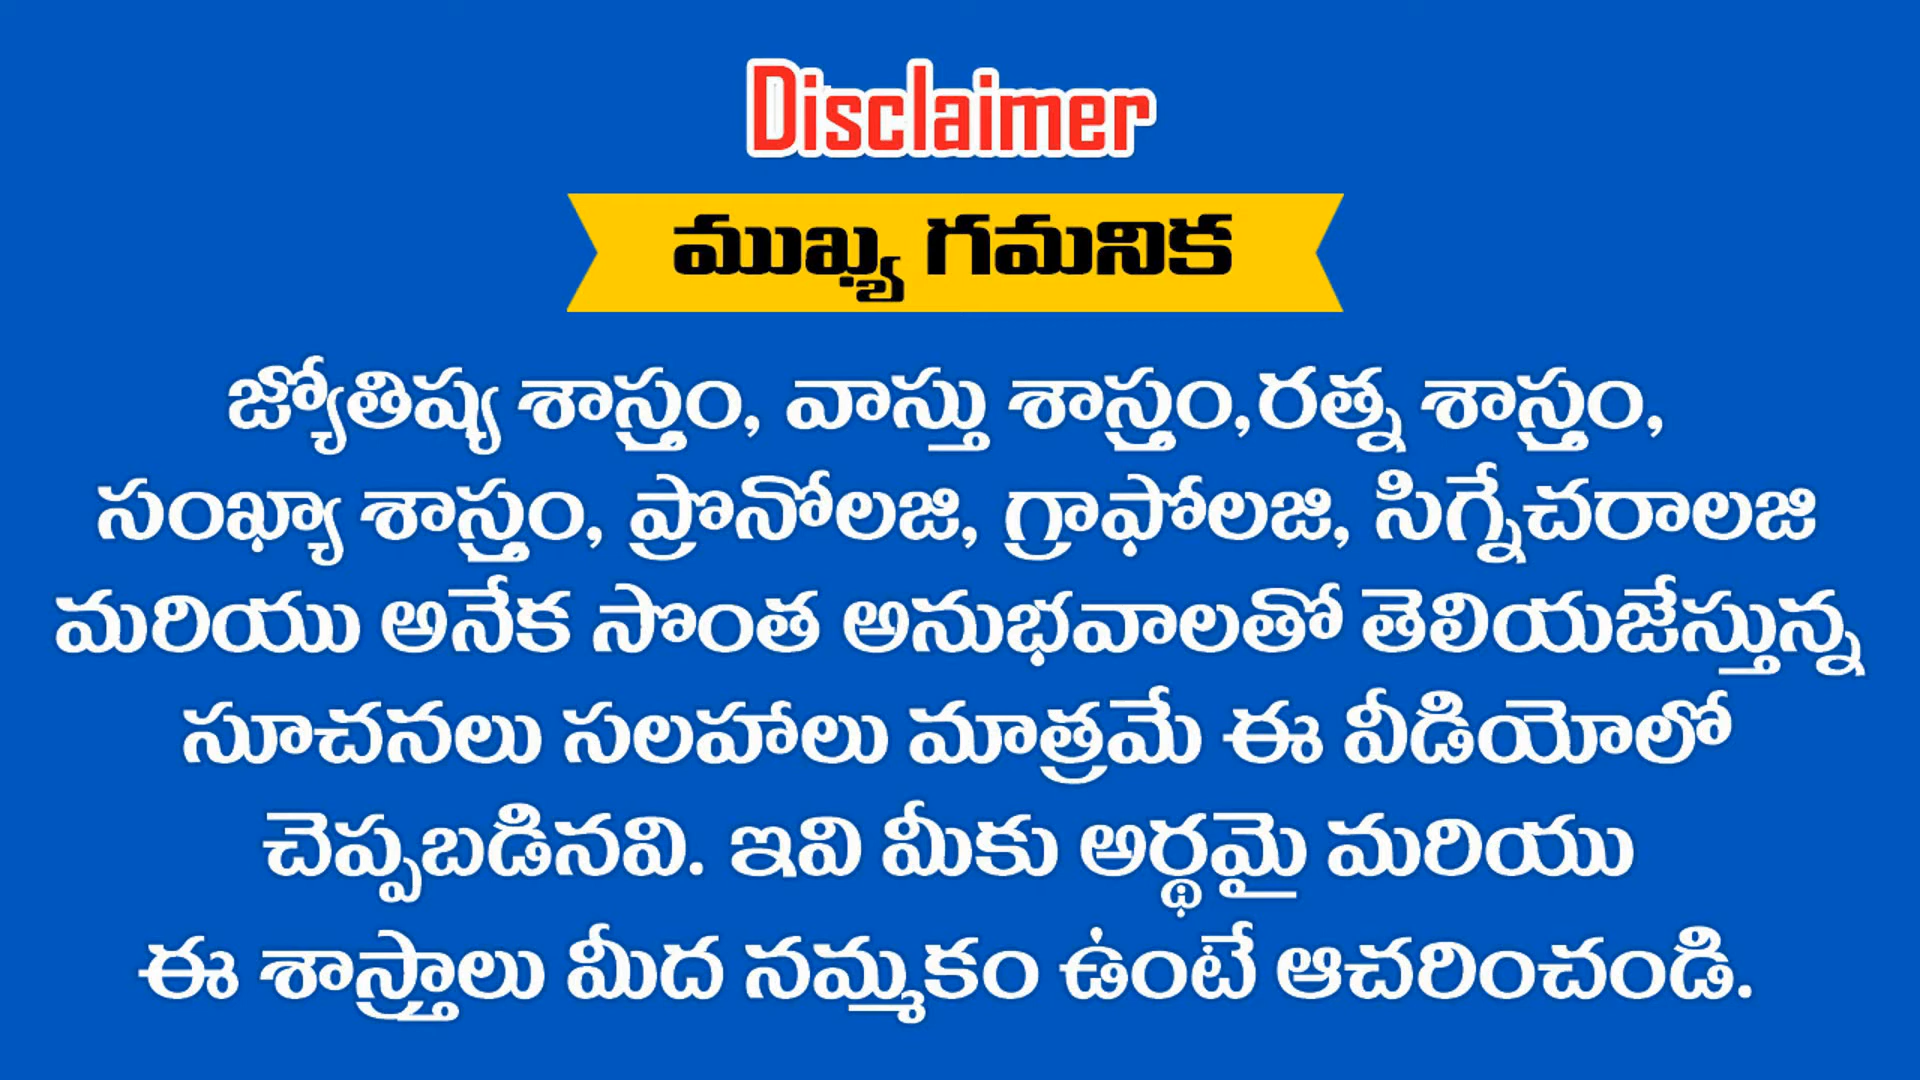 Disclaimer
ముఖ్య గమనిక
జ్యోతిష్య శాస్త్రం, వాస్తు శాస్త్రం,రత్న శాస్త్రం,
సంఖ్యా శాస్త్రం, ప్రొనోలజి, గ్రాఫోలజి, సిగ్నేచరాలజి
మరియు అనేక సొంత అనుభవాలతో తెలియజేస్తున్న
సూచనలు సలహాలు మాత్రమే ఈ వీడియోలో
చెప్పబడినవి. ఇవి మీకు అర్థమై మరియు
ఈ శాస్త్రాలు మీద నమ్మకం ఉంటే ఆచరించండి.